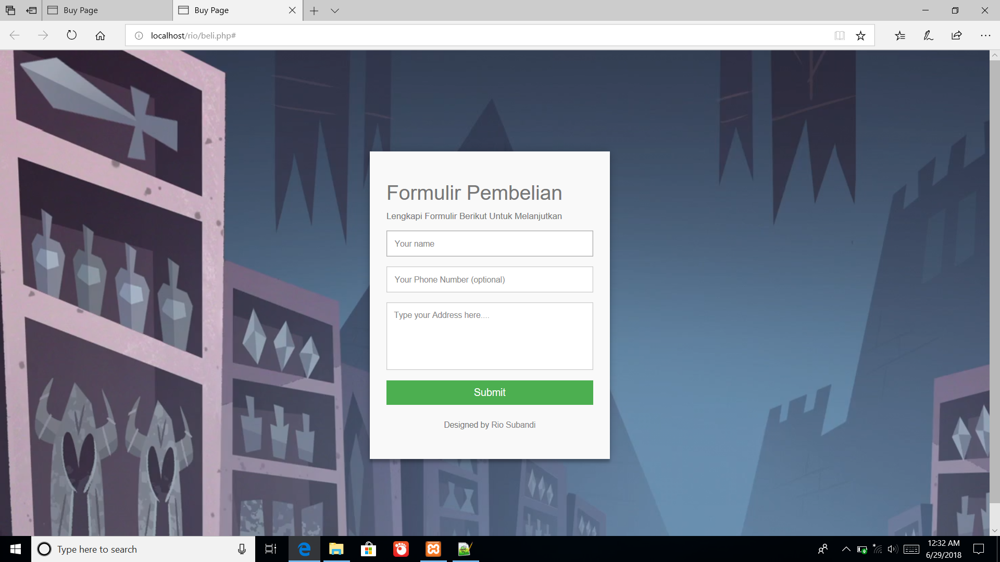 Buy Page
Buy Page
localhost/rio/beli.php#
Formulir Pembelian
Lengkapi Formulir Berikut Untuk Melanjutkan
Your name
Your Phone Number (optional)
Type your Address here....
Submit
Designed by Rio Subandi
Type here to search
12:32 AM
6/29/2018